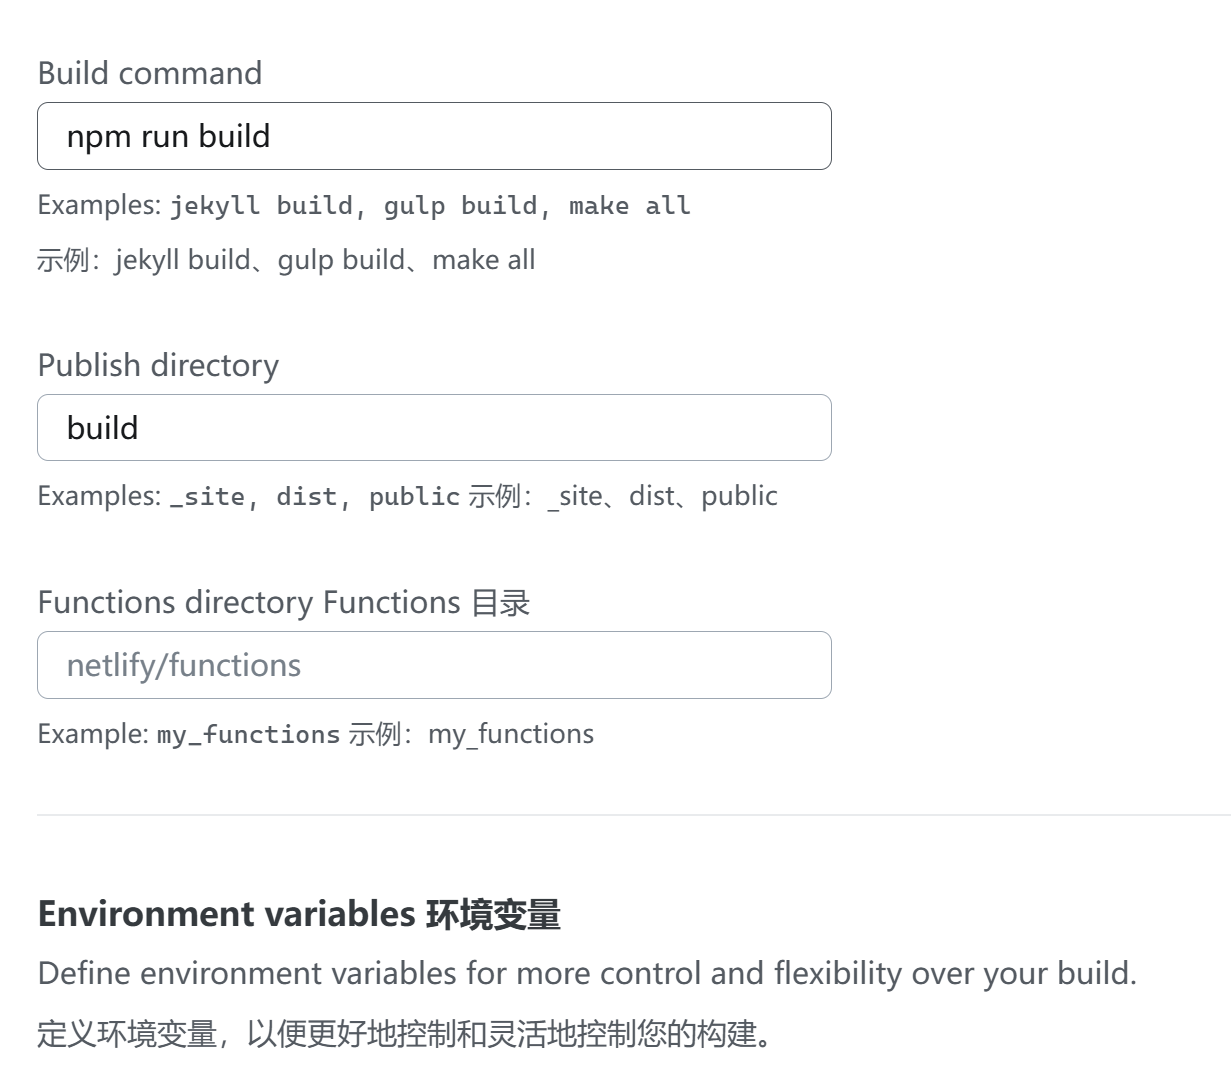 Build command
npm run build
Examples: jekyll build, gulp build, make all
示例：jekyll build、gulp build、make all
Publish directory
build
Examples: _site, dist, public 示例：_site、dist、public
Functions directory Functions 目录
netlify/functions
Example: my_functions 示例：my_functions
Environment variables 环境变量
Define environment variables for more control and flexibility over your build.
定义环境变量，以便更好地控制和灵活地控制您的构建。